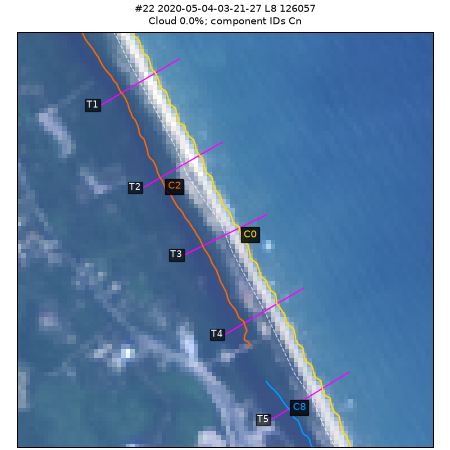 #22 2020-05-04-03-21-27 L8 126057
Cloud 0.0%; component IDs Cn
T1
T2
C2
C0
T3
T4
C8
T5